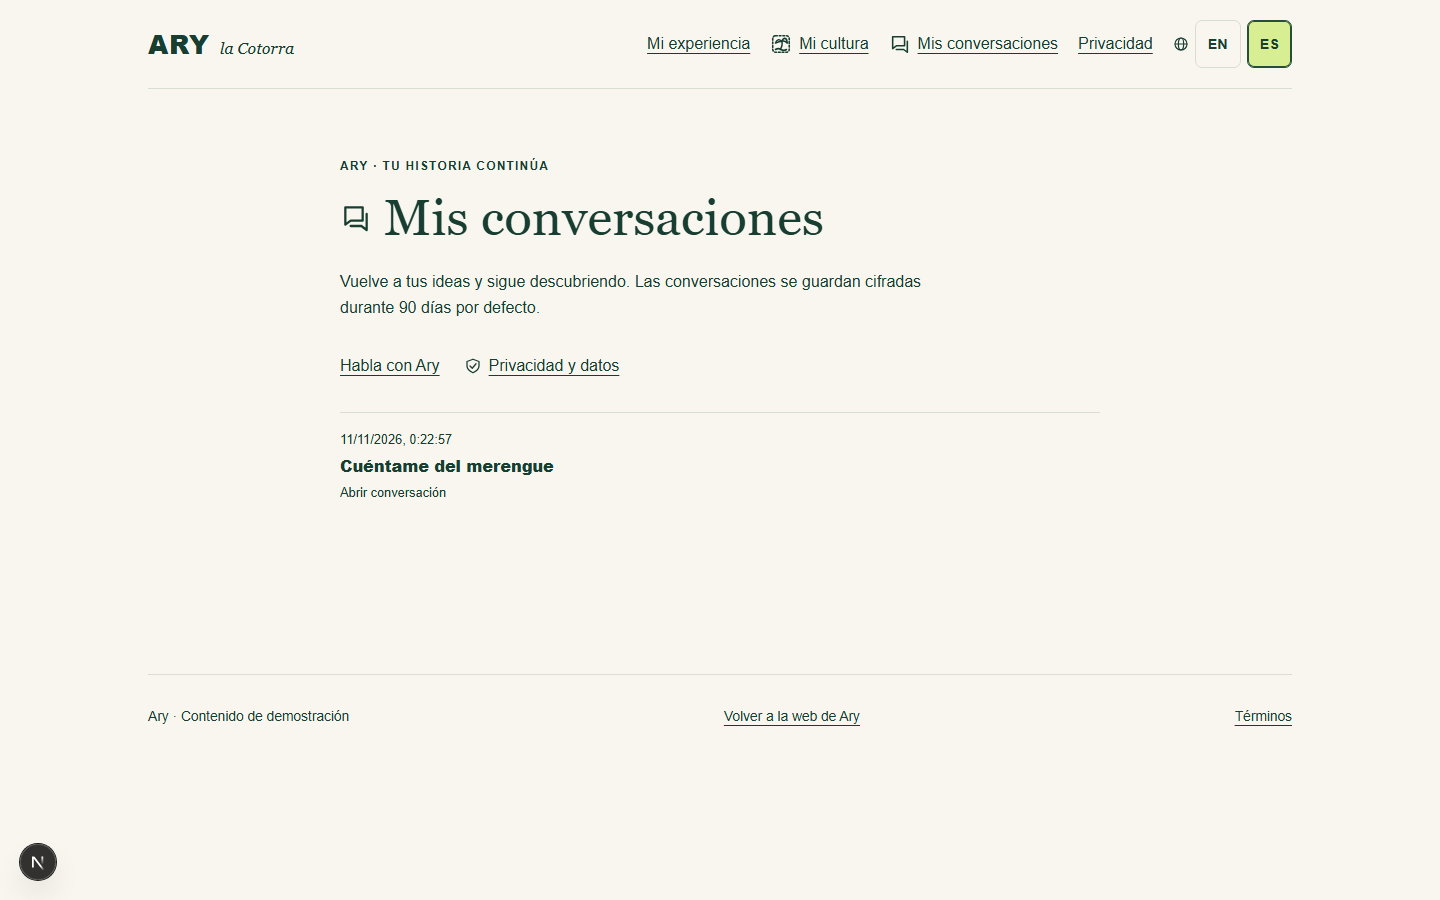 ARY la Cotorra
Mi experiencia Mi cultura Mis conversaciones Privacidad EN ES
ARY · TU HISTORIA CONTINÚA
Mis conversaciones
Vuelve a tus ideas y sigue descubriendo. Las conversaciones se guardan cifradas
durante 90 días por defecto.
Habla con Ary Privacidad y datos
11/11/2026, 0:22:57
Cuéntame del merengue
Abrir conversación
Ary · Contenido de demostración Volver a la web de Ary Términos
N